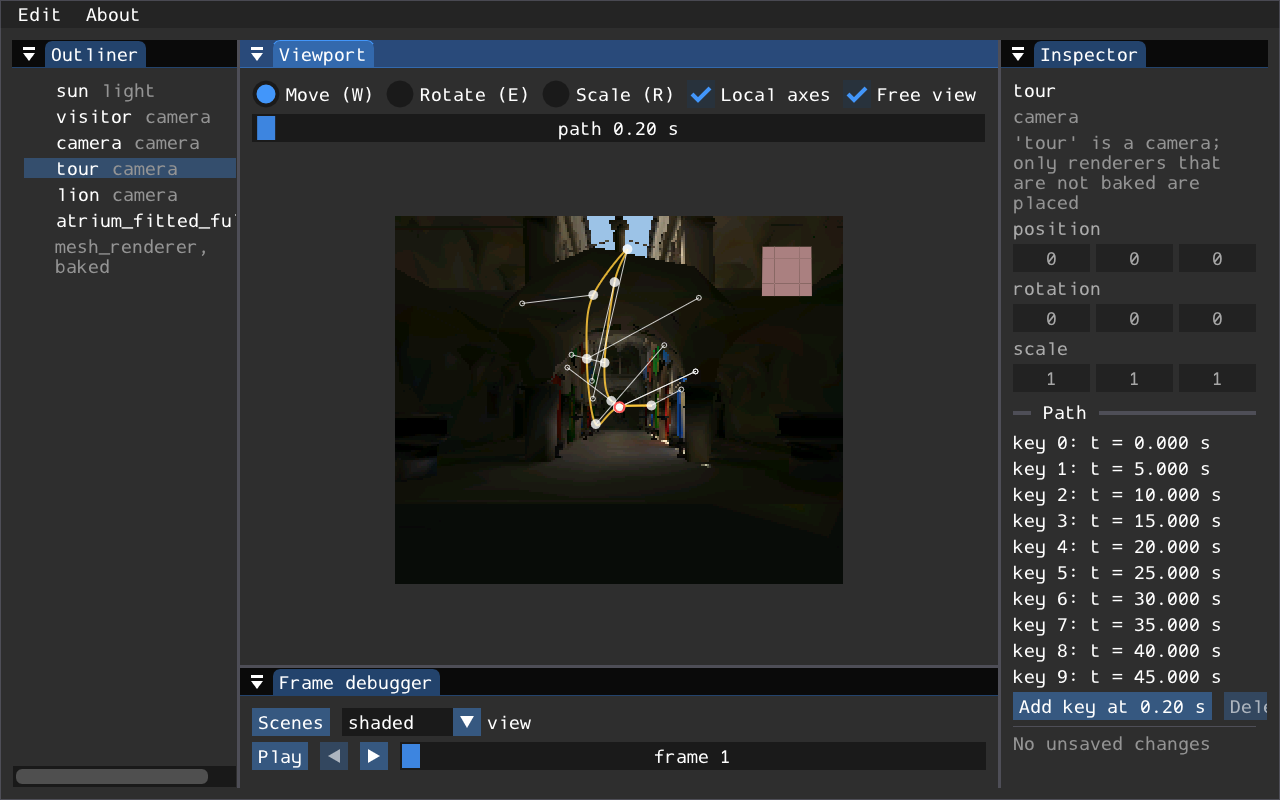 Edit About
Outliner
sun light
visitor camera
camera camera
tour camera
lion camera
mesh_renderer,
baked
Viewport
Move (W) Rotate (E) Scale (R) Local axes Free view
path 0.20 s
Frame debugger
Scenes shaded view
Play frame 1
Inspector
tour
camera
'tour' is a camera;
only renderers that
are not baked are
placed
position
0 0 0
rotation
0 0 0
scale
1 1 1
Path
key 0: t = 0.000 s
key 1: t = 5.000 s
key 2: t = 10.000 s
key 3: t = 15.000 s
key 4: t = 20.000 s
key 5: t = 25.000 s
key 6: t = 30.000 s
key 7: t = 35.000 s
key 8: t = 40.000 s
key 9: t = 45.000 s
Add key at 0.20 s
No unsaved changes